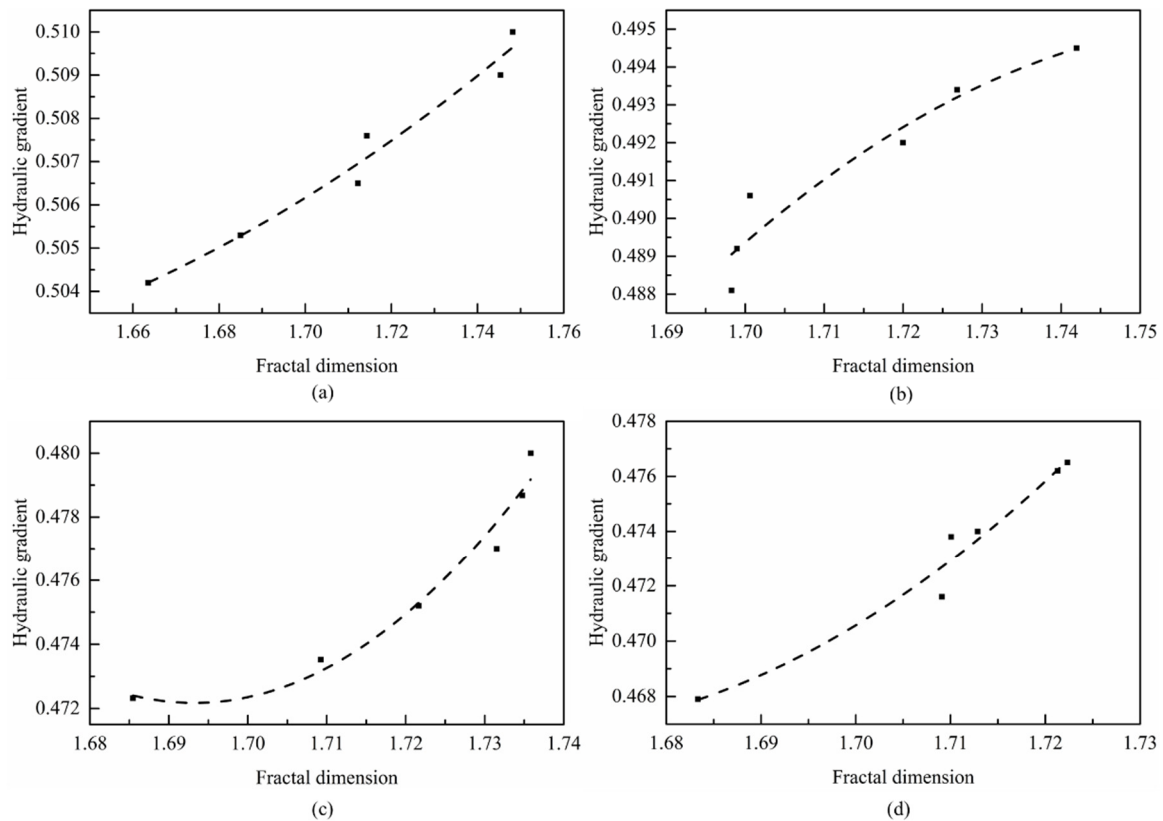 Hydraulic gradient
0.510
0.509
0.508
0.507
0.506
0.505
0.504
1.66 1.68 1.70 1.72 1.74 1.76
Fractal dimension
(a)
Hydraulic gradient
0.495
0.494
0.493
0.492
0.491
0.490
0.489
0.488
1.69 1.70 1.71 1.72 1.73 1.74 1.75
Fractal dimension
(b)
Hydraulic gradient
0.480
0.478
0.476
0.474
0.472
1.68 1.69 1.70 1.71 1.72 1.73 1.74
Fractal dimension
(c)
Hydraulic gradient
0.478
0.476
0.474
0.472
0.470
0.468
1.68 1.69 1.70 1.71 1.72 1.73
Fractal dimension
(d)